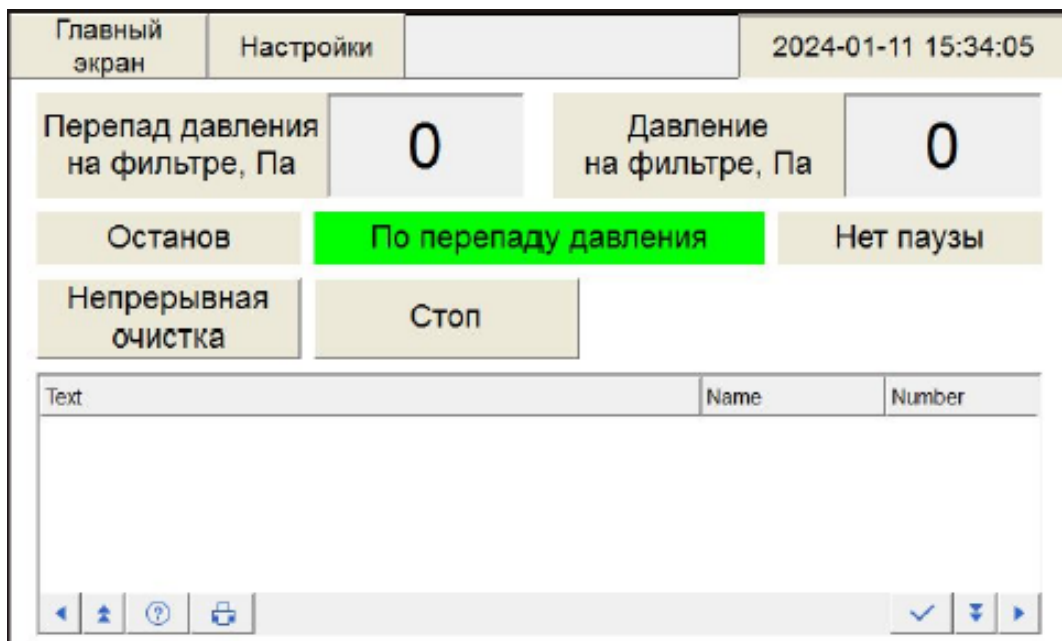 Главный
экран
Настройки
2024-01-11 15:34:05
Перепад давления
на фильтре, Па
0
Давление
на фильтре, Па
0
Останов
По перепаду давления
Нет паузы
Непрерывная
очистка
Стоп
Text
Name
Number